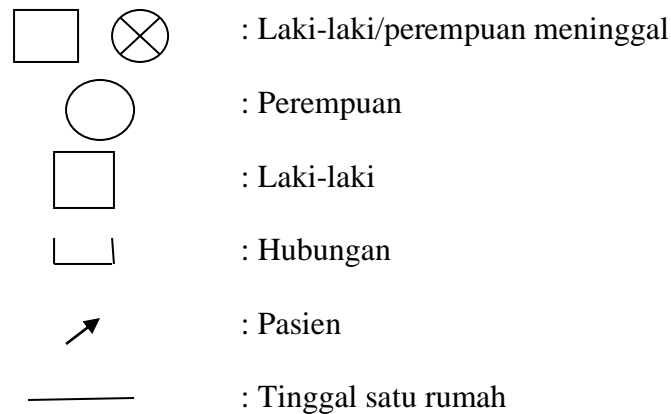 : Laki-laki/perempuan meninggal
: Perempuan
: Laki-laki
: Hubungan
: Pasien
: Tinggal satu rumah